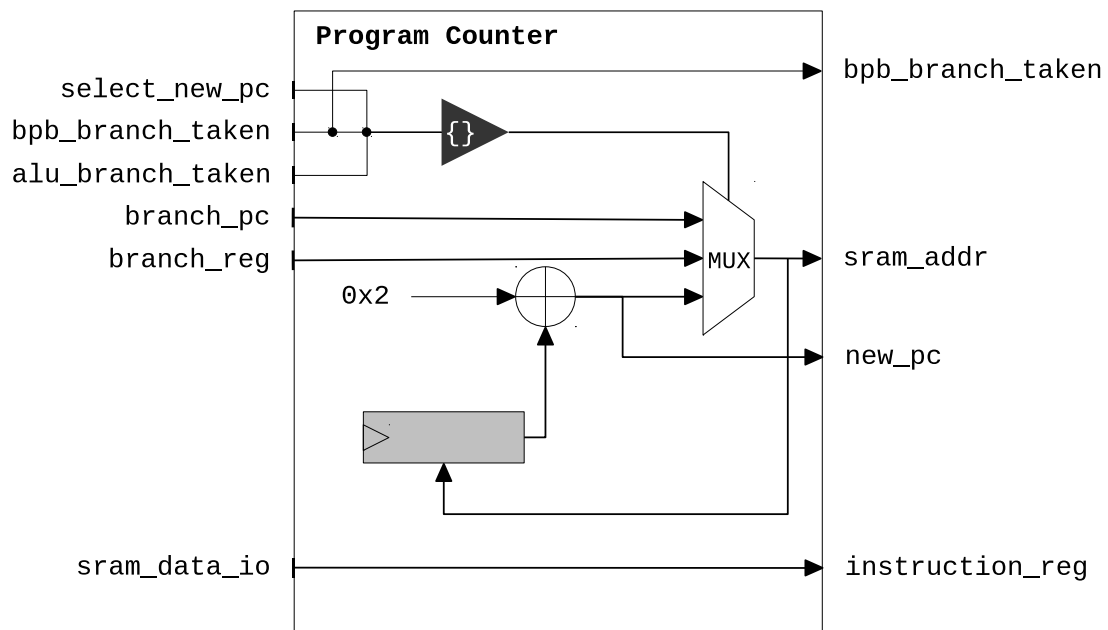 Program Counter
bpb_branch_taken
select_new_pc
bpb_branch_taken
{}
alu_branch_taken
branch_pc
branch_reg
MUX
sram_addr
0x2
new_pc
sram_data_io
instruction_reg